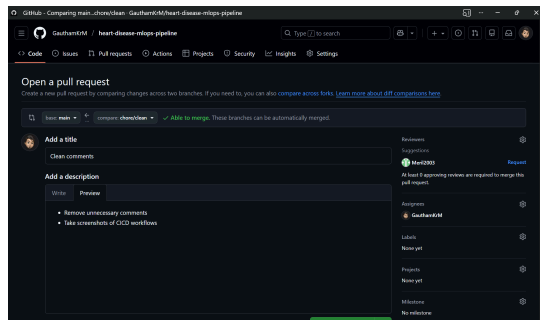 GitHub - Comparing main...chore/clean · GauthamKrM/heart-disease-mlops-pipeline
GauthamKrM / heart-disease-mlops-pipeline
Type / to search
Code Issues Pull requests Actions Projects Security Insights Settings
Open a pull request
Create a new pull request by comparing changes across two branches. If you need to, you can also compare across forks. Learn more about diff comparisons here.
base: main compare: chore/clean Able to merge. These branches can be automatically merged.
Add a title
Clean comments
Add a description
Write Preview
Remove unnecessary comments
Take screenshots of CICD workflows
Reviewers
Suggestions
Meril2003 Request
At least 0 approving reviews are required to merge this
pull request.
Assignees
GauthamKrM
Labels
None yet
Projects
None yet
Milestone
No milestone